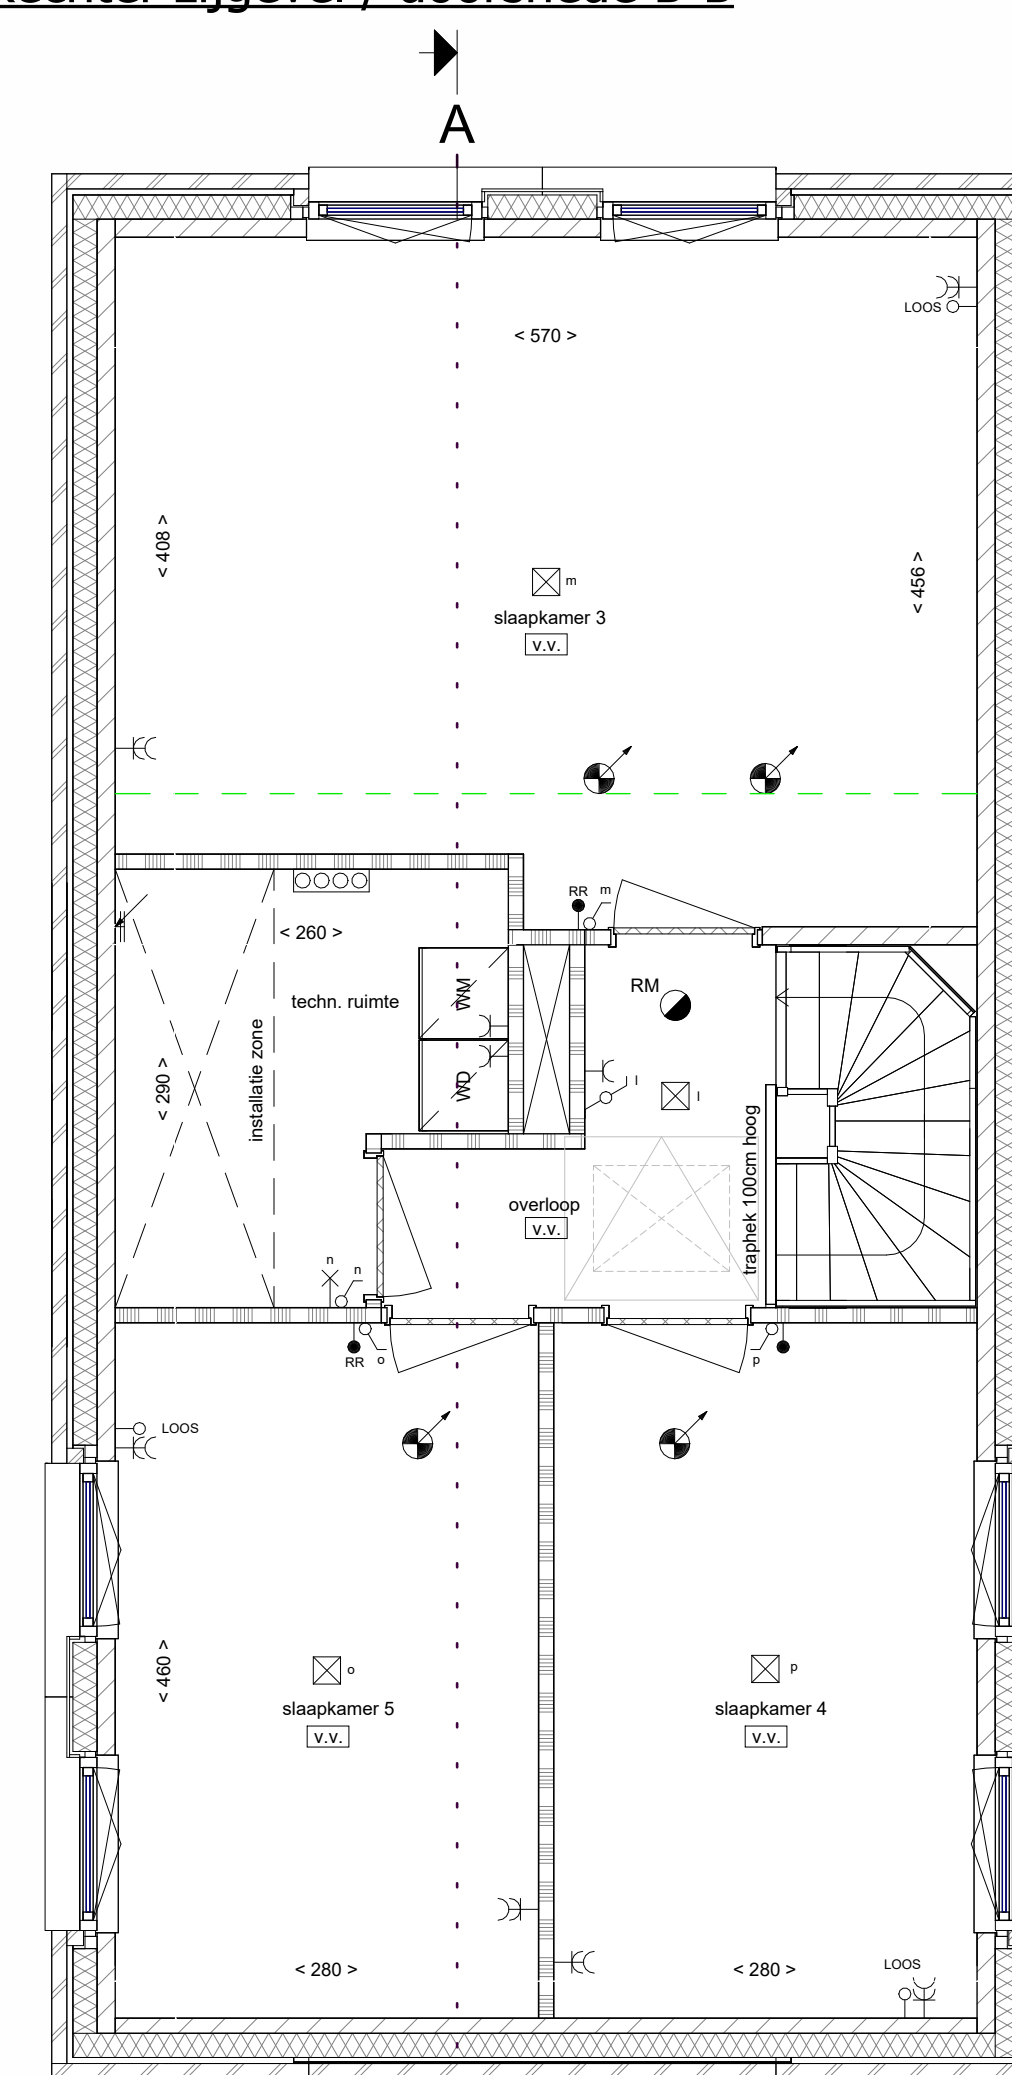 A
LOOS
< 570 >
< 408 >
< 456 >
m
slaapkamer 3
v.v.
RR
m
< 260 >
RM
techn. ruimte
WM
installatie zone
< 290 >
WD
l
l
traphek 100cm hoog
overloop
v.v.
n
n
RR
o
p
LOOS
< 460 >
o
p
slaapkamer 5
slaapkamer 4
v.v.
v.v.
< 280 >
< 280 >
LOOS